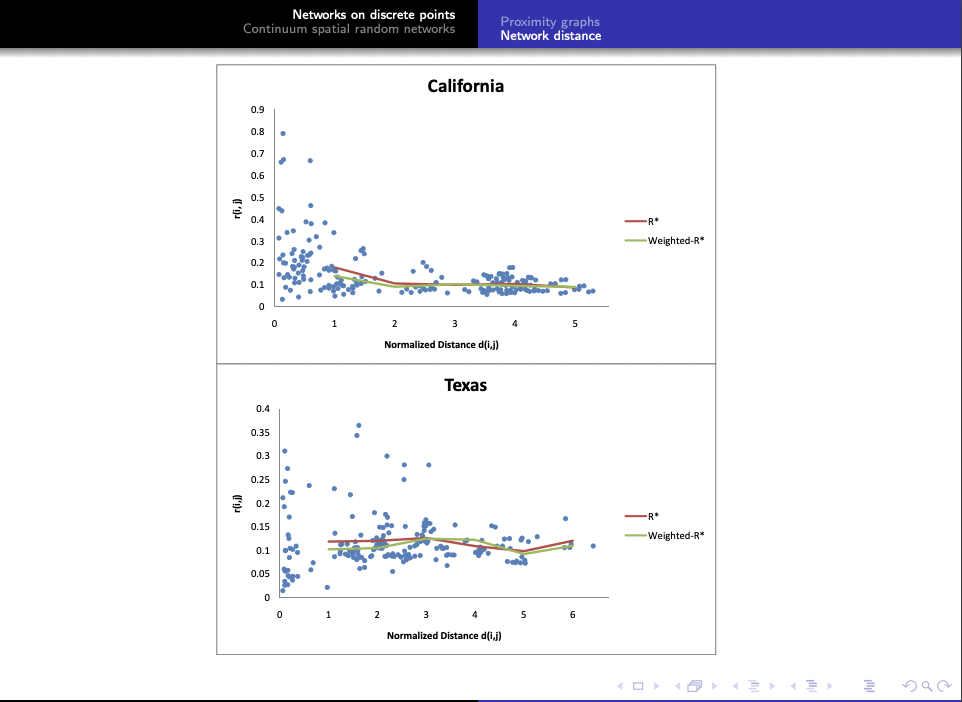 Networks on discrete points
Continuum spatial random networks
Proximity graphs
Network distance
California
0.9
0.8
0.7
0.6
0.5
0.4
0.3
0.2
0.1
0
r(i, j)
0 1 2 3 4 5
Normalized Distance d(i,j)
R*
Weighted-R*
Texas
0.4
0.35
0.3
0.25
0.2
0.15
0.1
0.05
0
r(i,j)
0 1 2 3 4 5 6
Normalized Distance d(i,j)
R*
Weighted-R*